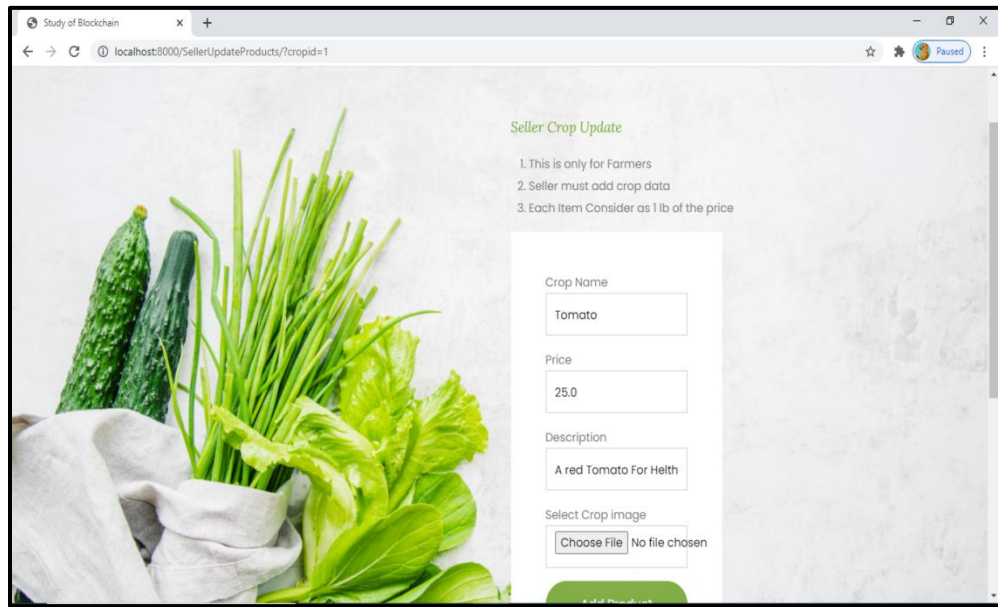 Study of Blockchain
localhost:8000/SellerUpdateProducts/?cropid=1
Paused
Seller Crop Update
1. This is only for Farmers
2. Seller must add crop data
3. Each Item Consider as 1 lb of the price
Crop Name
Tomato
Price
25.0
Description
A red Tomato For Helth
Select Crop image
Choose File No file chosen
Add Product